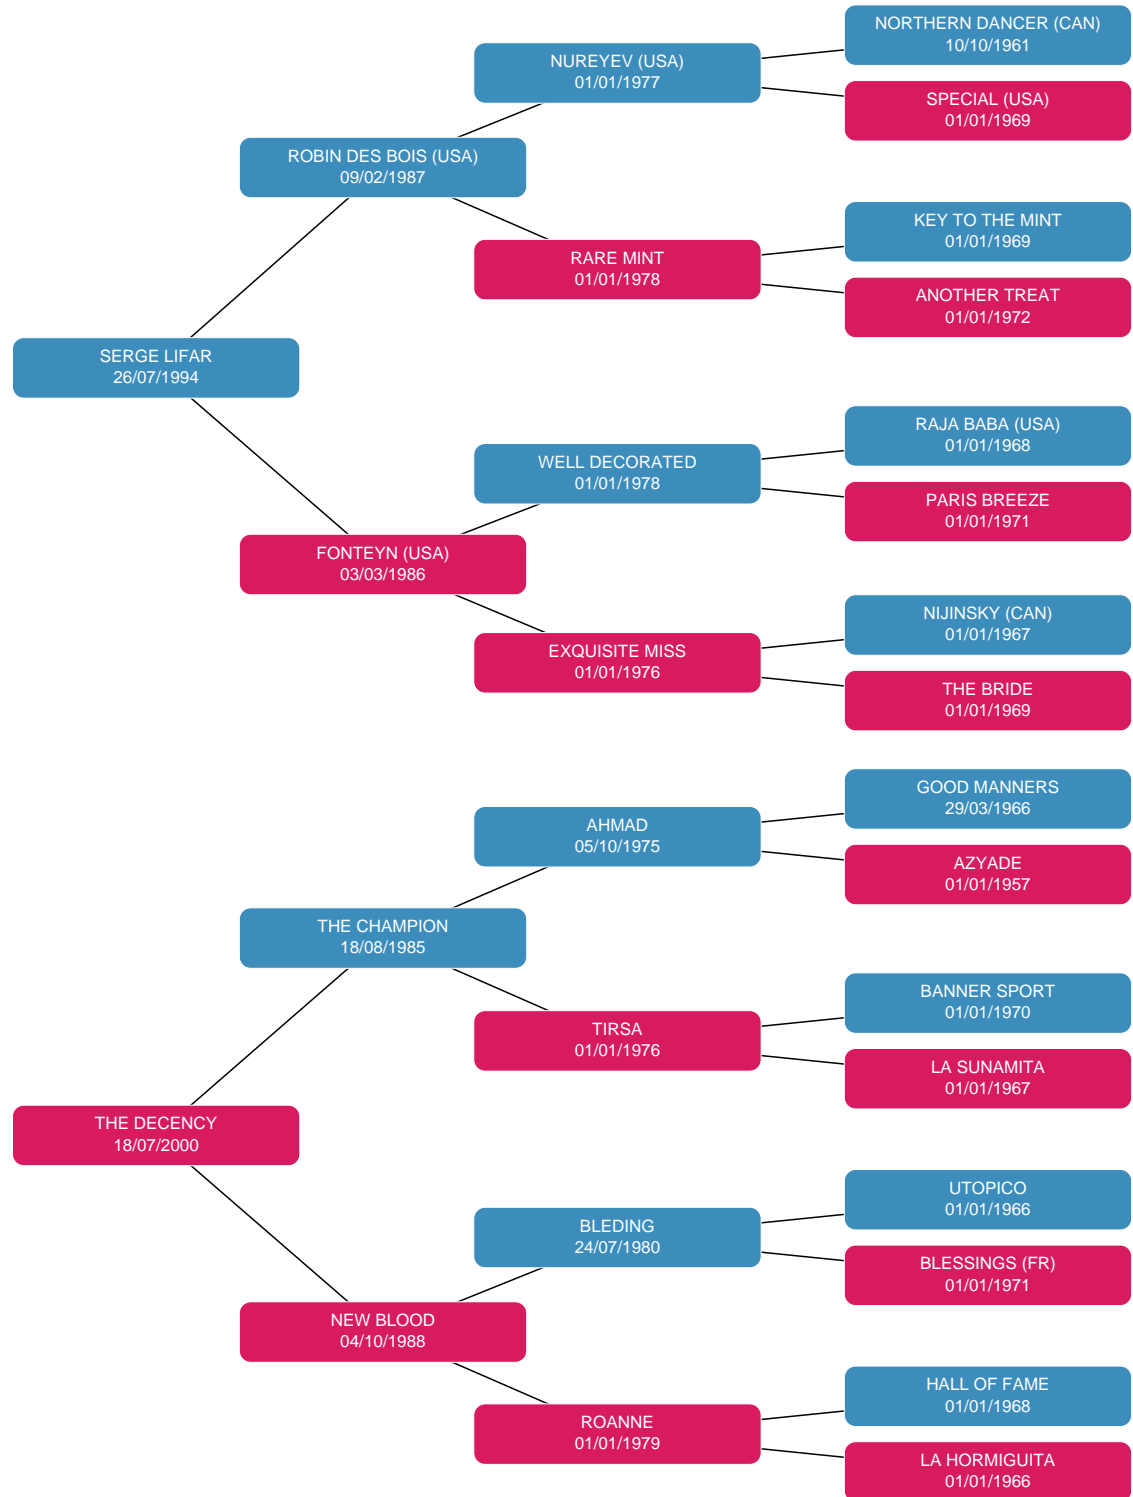 NORTHERN DANCER (CAN)
10/10/1961
NUREYEV (USA)
01/01/1977
SPECIAL (USA)
01/01/1969
ROBIN DES BOIS (USA)
09/02/1987
KEY TO THE MINT
01/01/1969
RARE MINT
01/01/1978
ANOTHER TREAT
01/01/1972
SERGE LIFAR
26/07/1994
RAJA BABA (USA)
01/01/1968
WELL DECORATED
01/01/1978
PARIS BREEZE
01/01/1971
FONTEYN (USA)
03/03/1986
NIJINSKY (CAN)
01/01/1967
EXQUISITE MISS
01/01/1976
THE BRIDE
01/01/1969
GOOD MANNERS
29/03/1966
AHMAD
05/10/1975
AZYADE
01/01/1957
THE CHAMPION
18/08/1985
BANNER SPORT
01/01/1970
TIRSA
01/01/1976
LA SUNAMITA
01/01/1967
THE DECENCY
18/07/2000
UTOPICO
01/01/1966
BLEDING
24/07/1980
BLESSINGS (FR)
01/01/1971
NEW BLOOD
04/10/1988
HALL OF FAME
01/01/1968
ROANNE
01/01/1979
LA HORMIGUITA
01/01/1966